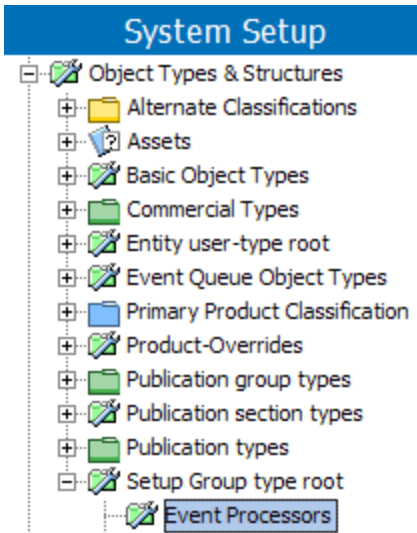 System Setup
Object Types & Structures
Alternate Classifications
Assets
Basic Object Types
Commercial Types
Entity user-type root
Event Queue Object Types
Primary Product Classification
Product-Overrides
Publication group types
Publication section types
Publication types
Setup Group type root
Event Processors